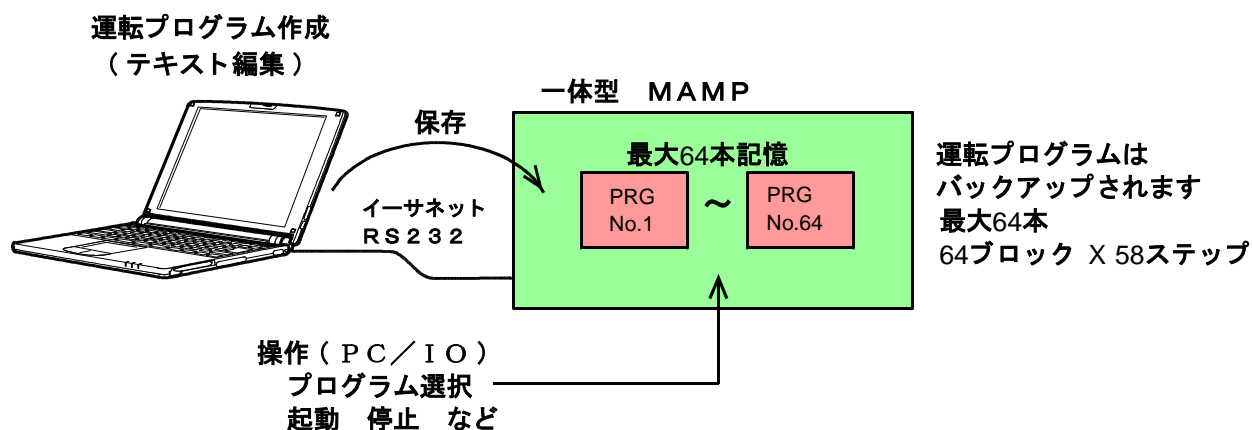 運転プログラム作成
（テキスト編集）
一体型　ＭＡＭＰ
保存
最大64本記憶
PRG
No.1
～
PRG
No.64
イーサネット
ＲＳ２３２
運転プログラムは
バックアップされます
最大64本
64ブロック X 58ステップ
操作（ＰＣ／ＩＯ）
プログラム選択
起動　停止　など